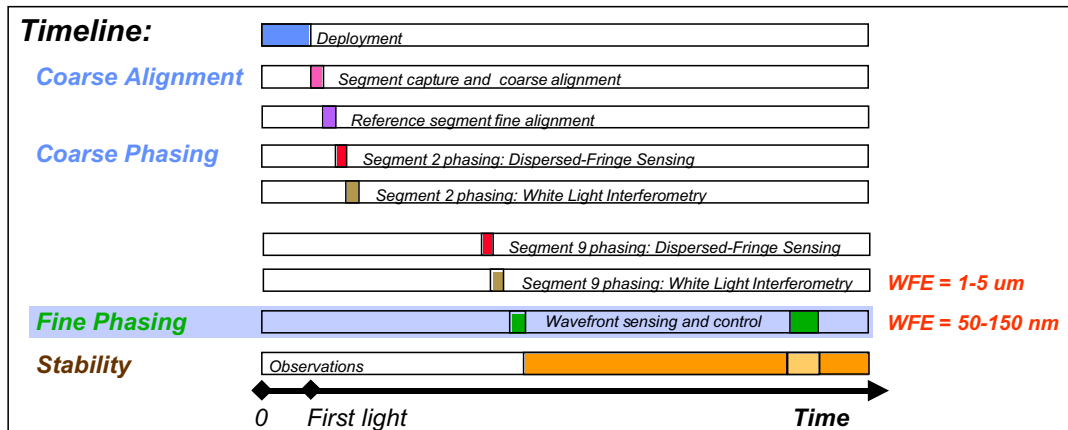 Timeline:
Deployment
Coarse Alignment
Segment capture and coarse alignment
Reference segment fine alignment
Coarse Phasing
Segment 2 phasing: Dispersed-Fringe Sensing
Segment 2 phasing: White Light Interferometry
Segment 9 phasing: Dispersed-Fringe Sensing
Segment 9 phasing: White Light Interferometry
WFE = 1-5 um
Fine Phasing
Wavefront sensing and control
WFE = 50-150 nm
Stability
Observations
0
First light
Time